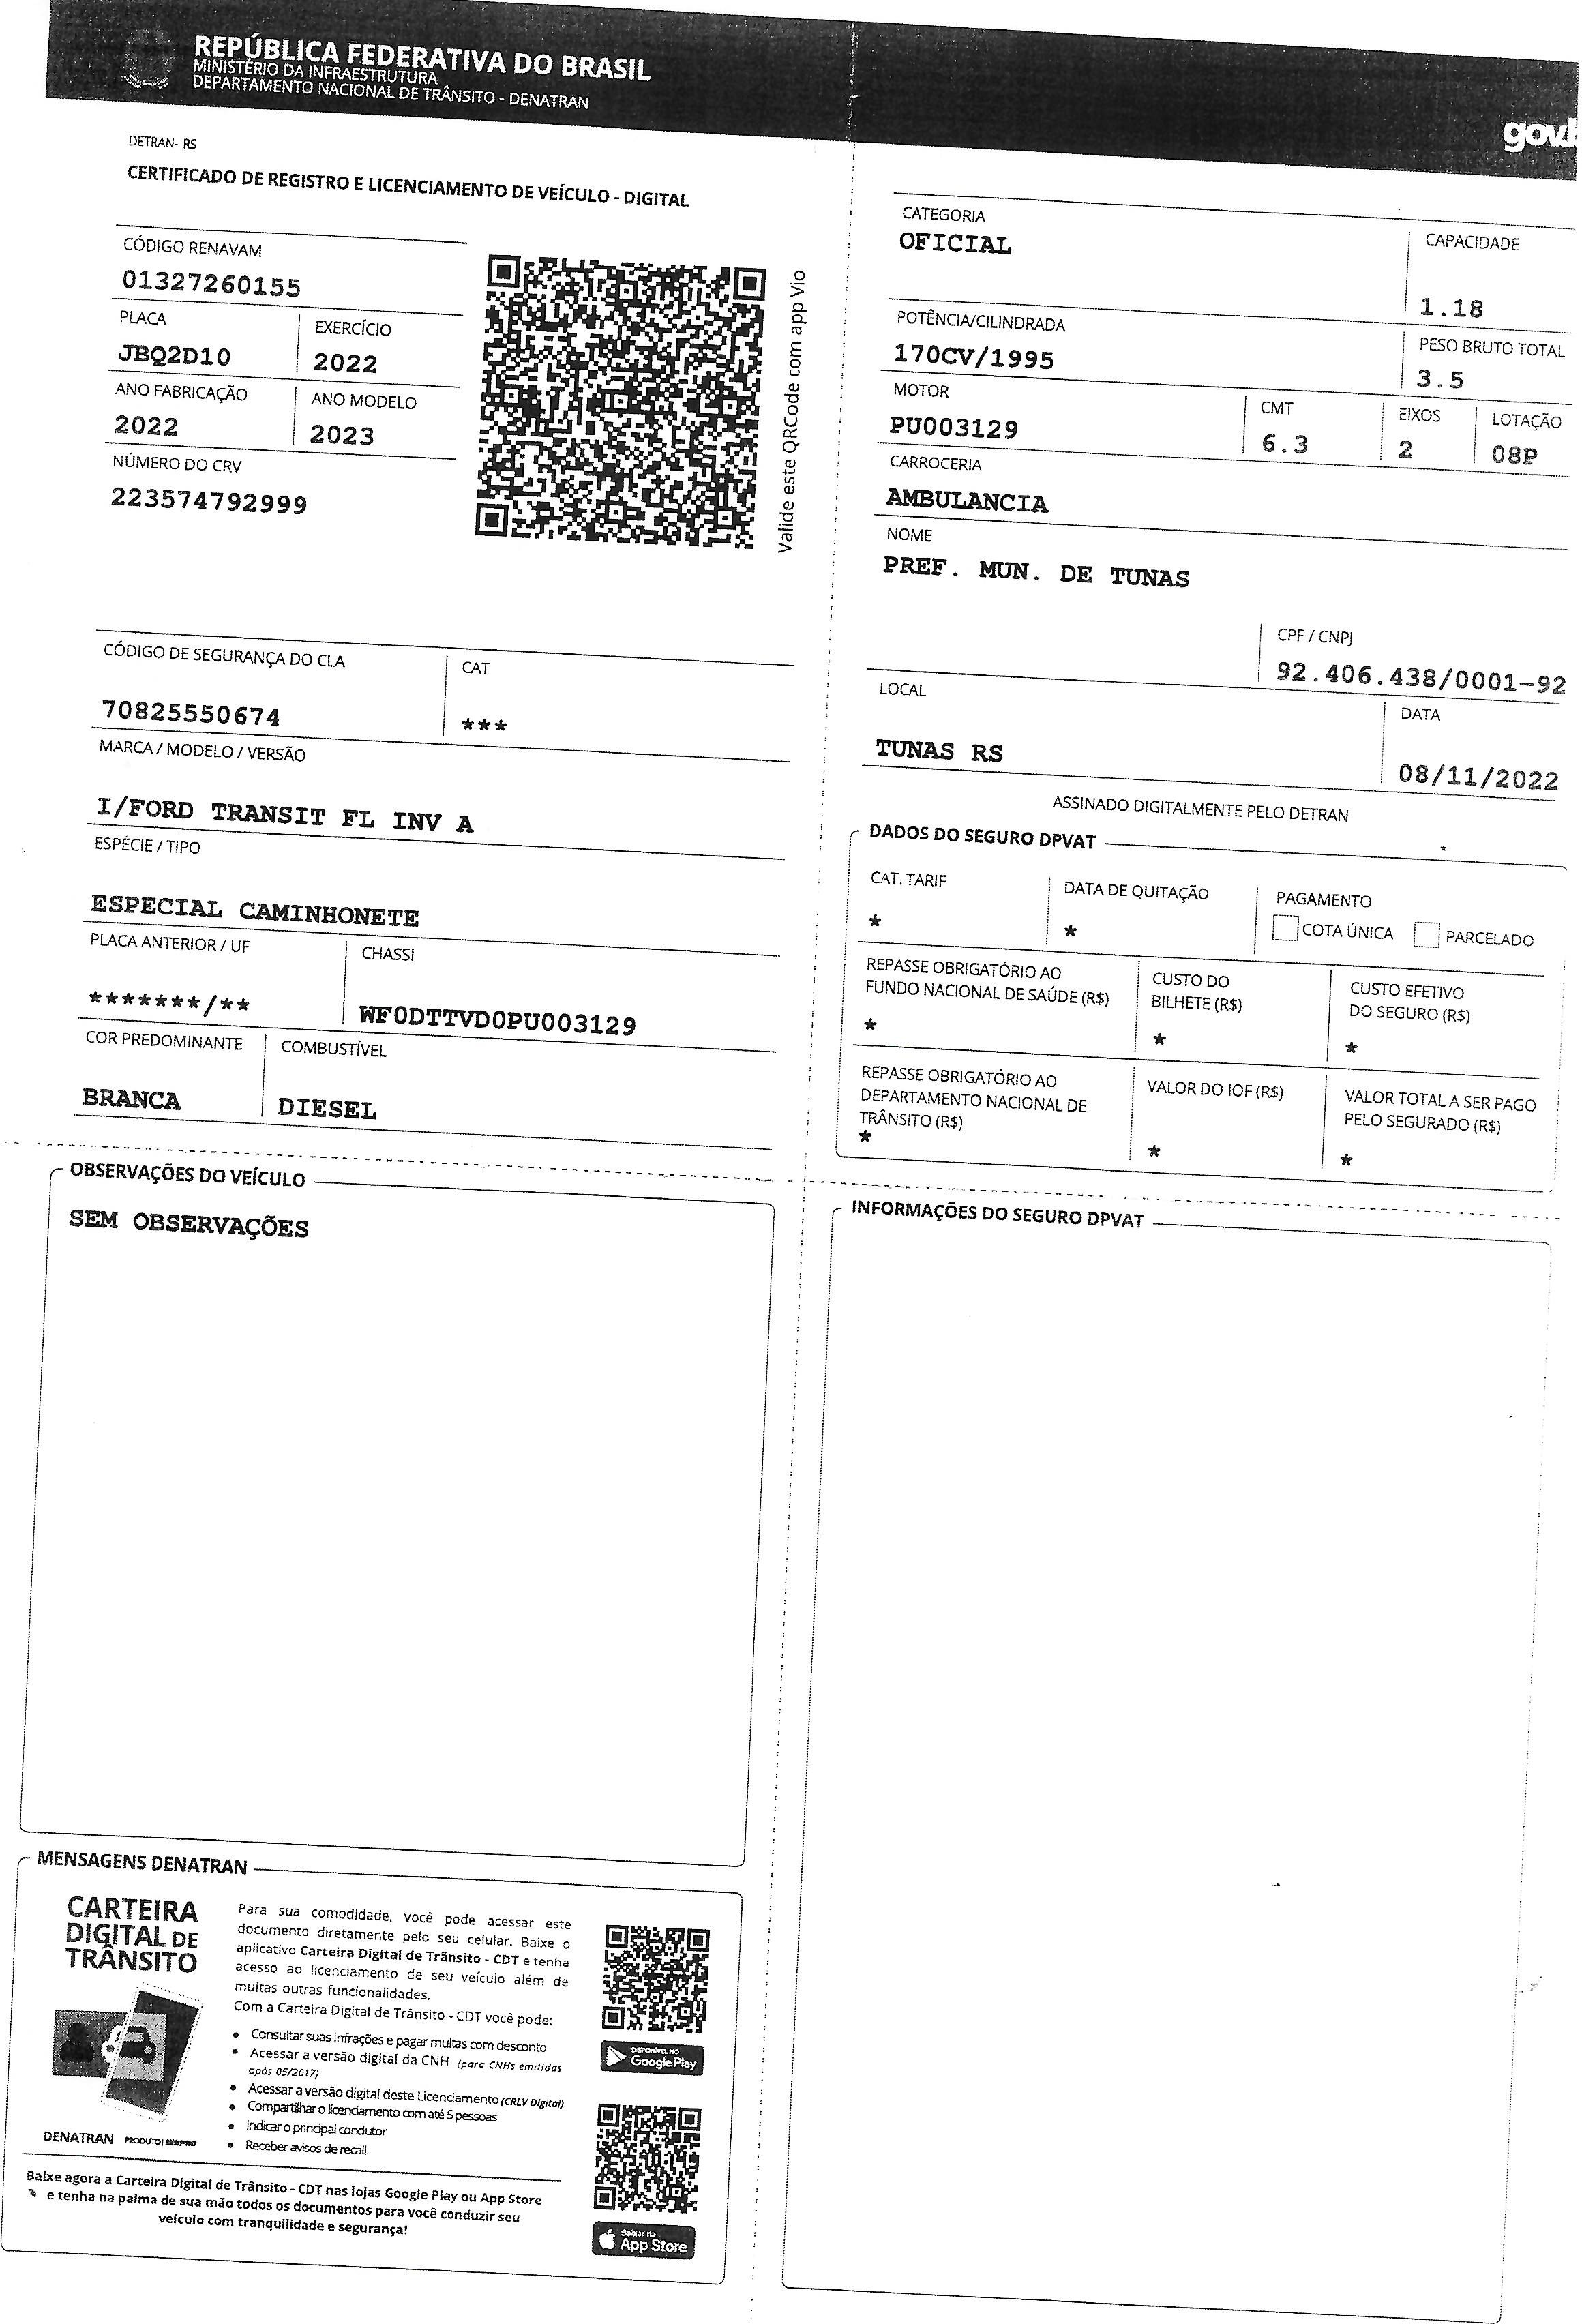 REPÚBLICA FEDERATIVA DO BRASIL
MINISTÉRIO DA INFRAESTRUTURA
DEPARTAMENTO NACIONAL DE TRÂNSITO - DENATRAN
gov.b
DETRAN- RS
CERTIFICADO DE REGISTRO E LICENCIAMENTO DE VEÍCULO - DIGITAL
CÓDIGO RENAVAM
01327260155
PLACA
EXERCÍCIO
JBQ2D10
2022
ANO FABRICAÇÃO
ANO MODELO
2022
2023
NÚMERO DO CRV
223574792999
Valide este QRCode com app Vio
CÓDIGO DE SEGURANÇA DO CLA
CAT
70825550674
***
MARCA / MODELO / VERSÃO
I/FORD TRANSIT FL INV A
ESPÉCIE / TIPO
ESPECIAL CAMINHONETE
PLACA ANTERIOR / UF
CHASSI
*******/**
WF0DTTVD0PU003129
COR PREDOMINANTE
COMBUSTÍVEL
BRANCA
DIESEL
CATEGORIA
OFICIAL
CAPACIDADE
1.18
POTÊNCIA/CILINDRADA
170CV/1995
PESO BRUTO TOTAL
3.5
MOTOR
PU003129
CMT
6.3
EIXOS
2
LOTAÇÃO
08P
CARROCERIA
AMBULANCIA
NOME
PREF. MUN. DE TUNAS
CPF / CNPJ
92.406.438/0001-92
LOCAL
TUNAS RS
DATA
08/11/2022
ASSINADO DIGITALMENTE PELO DETRAN
DADOS DO SEGURO DPVAT
*
CAT. TARIF
*
DATA DE QUITAÇÃO
*
PAGAMENTO
COTA ÚNICA
PARCELADO
REPASSE OBRIGATÓRIO AO
FUNDO NACIONAL DE SAÚDE (R$)
*
CUSTO DO
BILHETE (R$)
*
CUSTO EFETIVO
DO SEGURO (R$)
*
REPASSE OBRIGATÓRIO AO
DEPARTAMENTO NACIONAL DE
TRÂNSITO (R$)
*
VALOR DO IOF (R$)
*
VALOR TOTAL A SER PAGO
PELO SEGURADO (R$)
*
OBSERVAÇÕES DO VEÍCULO
SEM OBSERVAÇÕES
INFORMAÇÕES DO SEGURO DPVAT
MENSAGENS DENATRAN
CARTEIRA
DIGITAL DE
TRÂNSITO
DENATRAN
PRODUTO | SERPRO
Para sua comodidade, você pode acessar este
documento diretamente pelo seu celular. Baixe o
aplicativo Carteira Digital de Trânsito - CDT e tenha
acesso ao licenciamento de seu veículo além de
muitas outras funcionalidades.
Com a Carteira Digital de Trânsito - CDT você pode:
• Consultar suas infrações e pagar multas com desconto
• Acessar a versão digital da CNH (para CNHs emitidas
após 05/2017)
• Acessar a versão digital deste Licenciamento (CRLV Digital)
• Compartilhar o licenciamento com até 5 pessoas
• Indicar o principal condutor
• Receber avisos de recall
DISPONÍVEL NO
Google Play
Baixar na
App Store
Baixe agora a Carteira Digital de Trânsito - CDT nas lojas Google Play ou App Store
e tenha na palma de sua mão todos os documentos para você conduzir seu
veículo com tranquilidade e segurança!